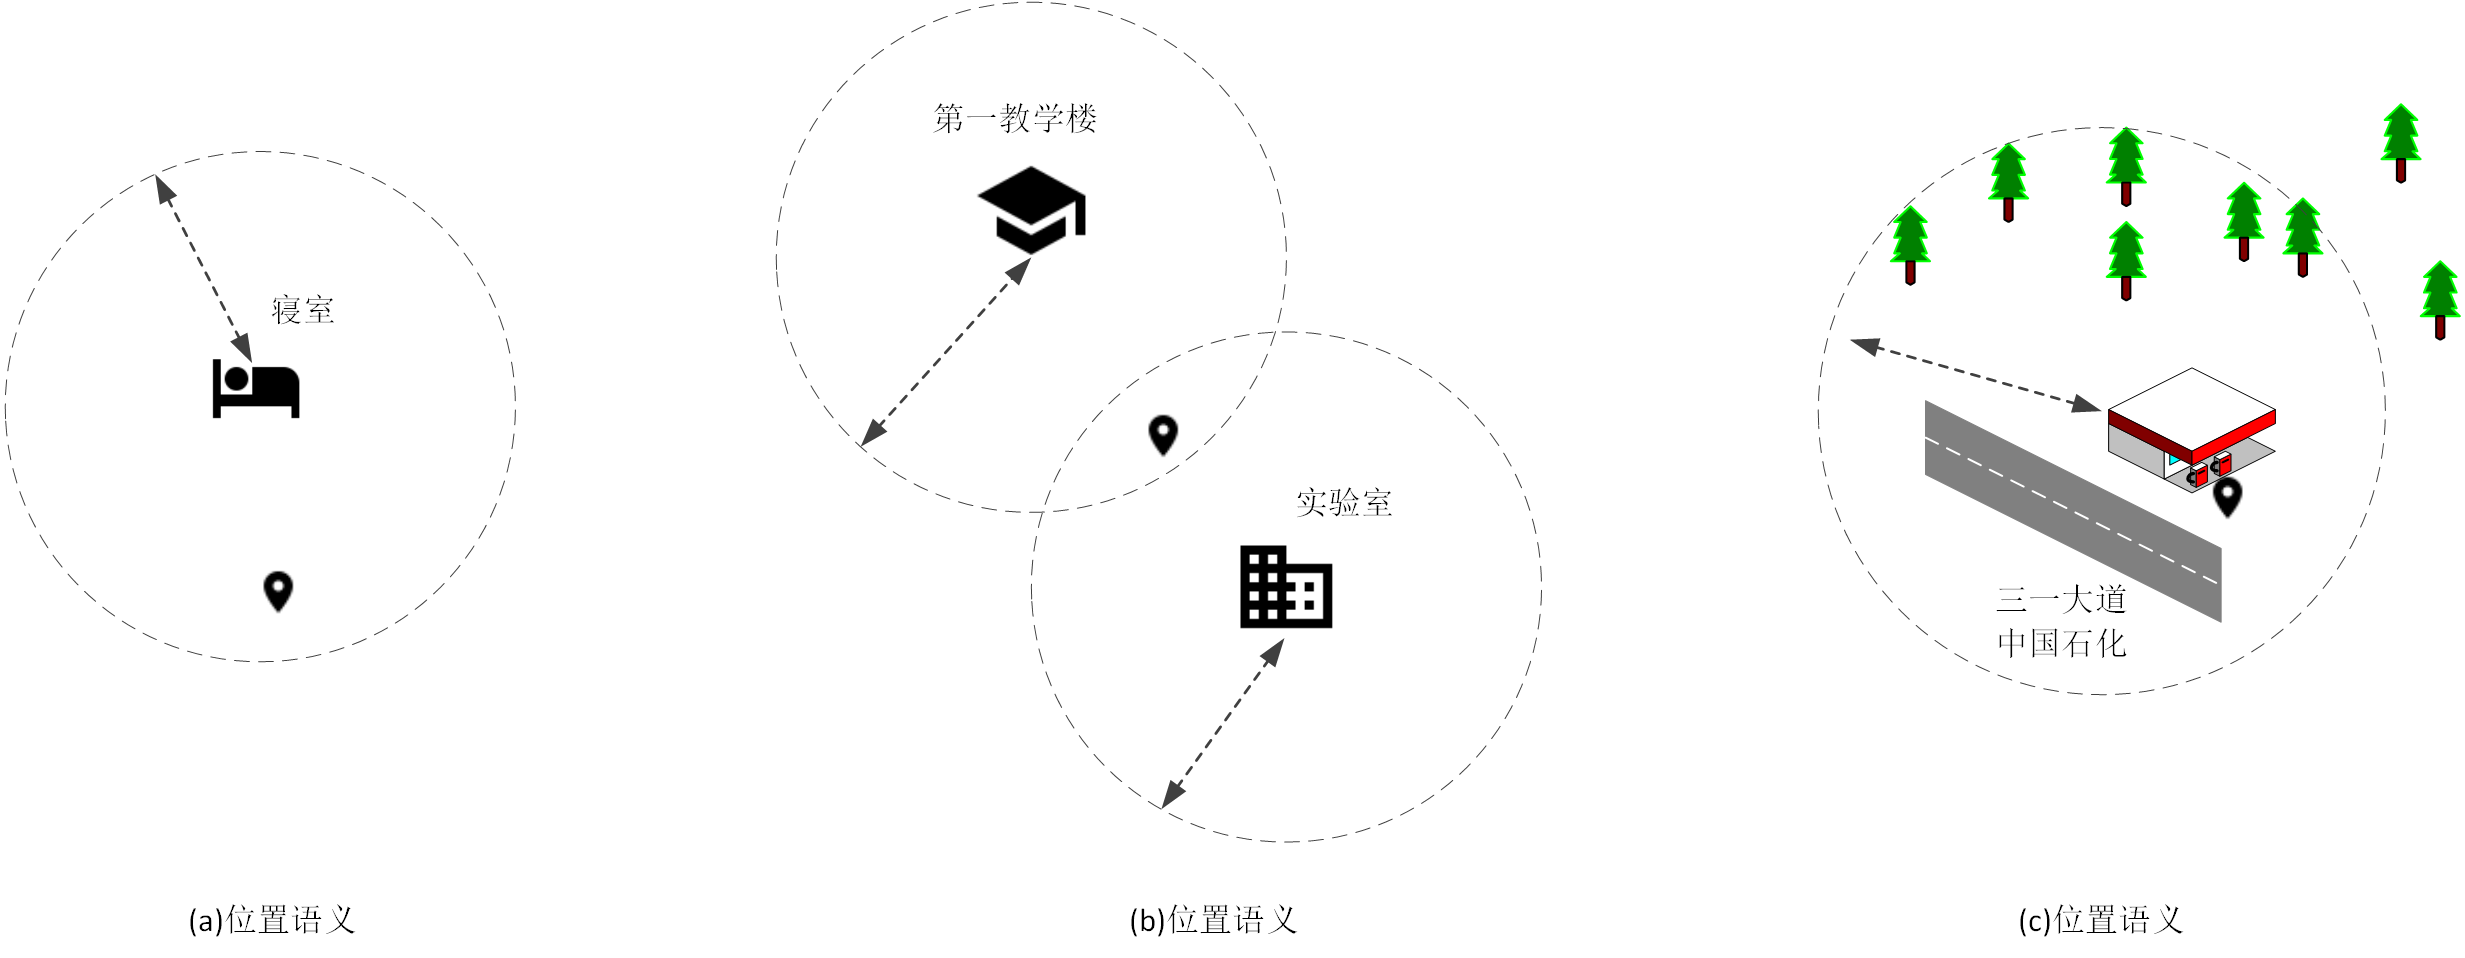 寝室
(a)位置语义
第一教学楼
实验室
(b)位置语义
三一大道
中国石化
(c)位置语义